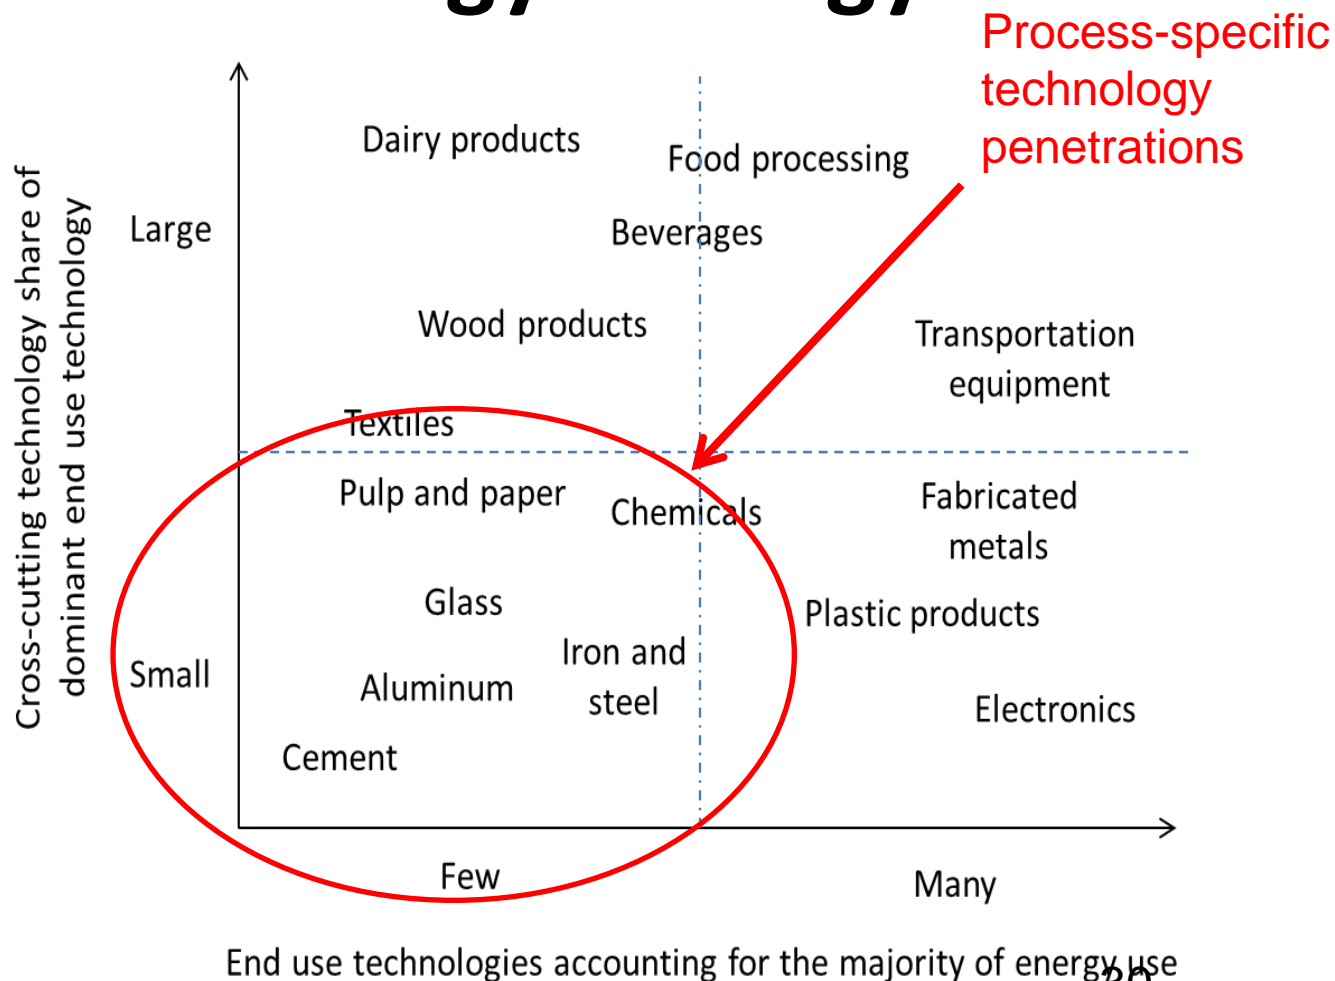 Process-specific
technology
penetrations
Dairy products
Food processing
Large
Beverages
Wood products
Transportation
equipment
Textiles
Cross-cutting technology share of
dominant end use technology
Pulp and paper
Chemicals
Fabricated
metals
Glass
Plastic products
Iron and
steel
Small
Aluminum
Electronics
Cement
Few
Many
End use technologies accounting for the majority of energy use